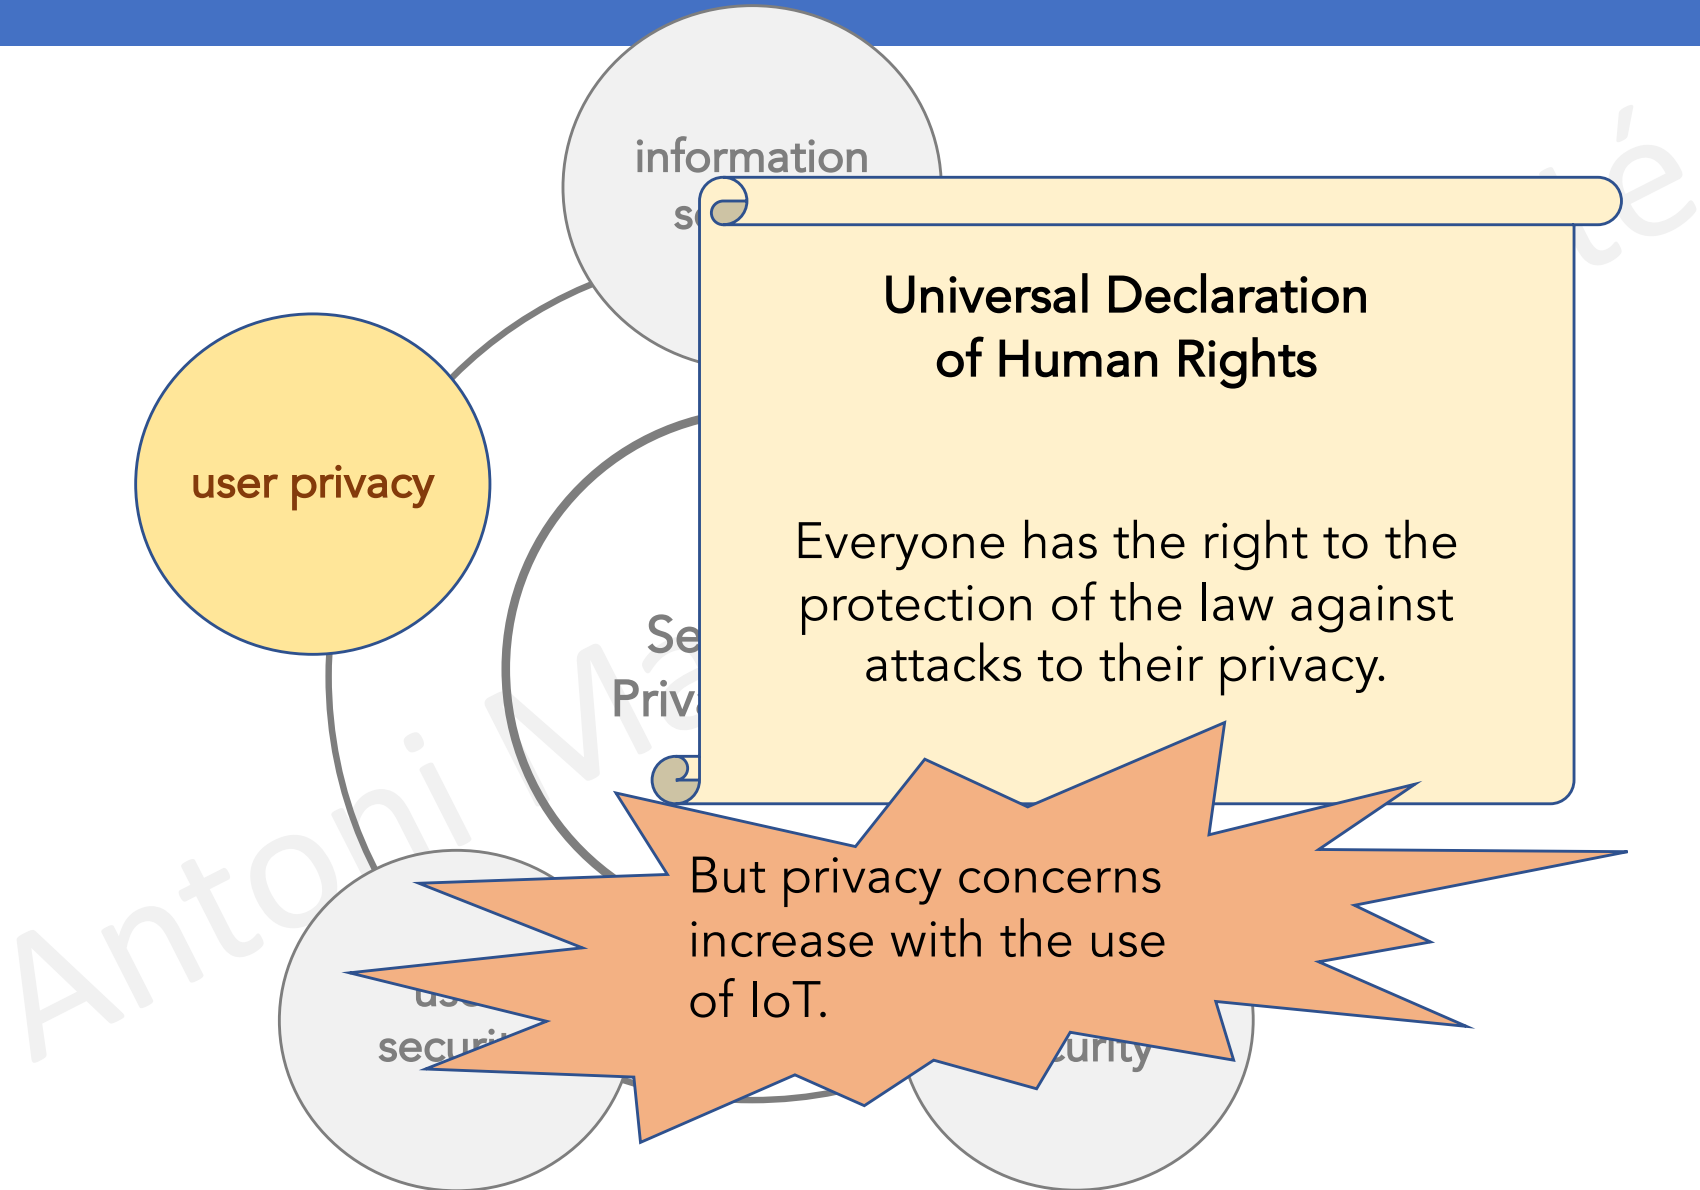 information
Universal Declaration
of Human Rights
user privacy
Everyone has the right to the
protection of the law against
attacks to their privacy.
But privacy concerns
increase with the use
of IoT.
Antoni